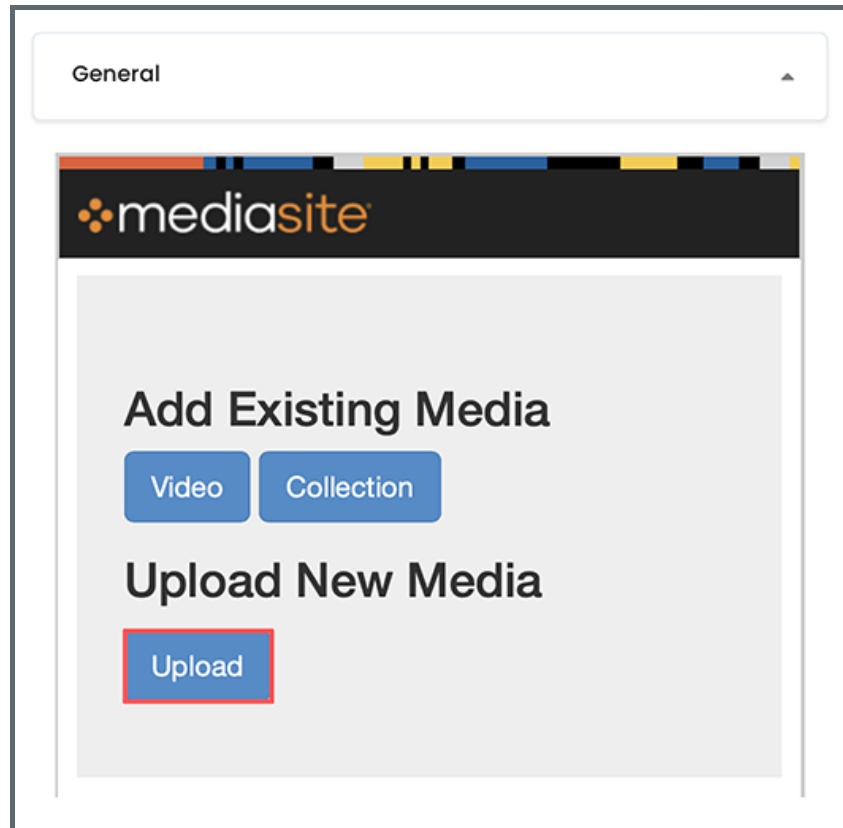 General
mediasite
Add Existing Media
Video Collection
Upload New Media
Upload